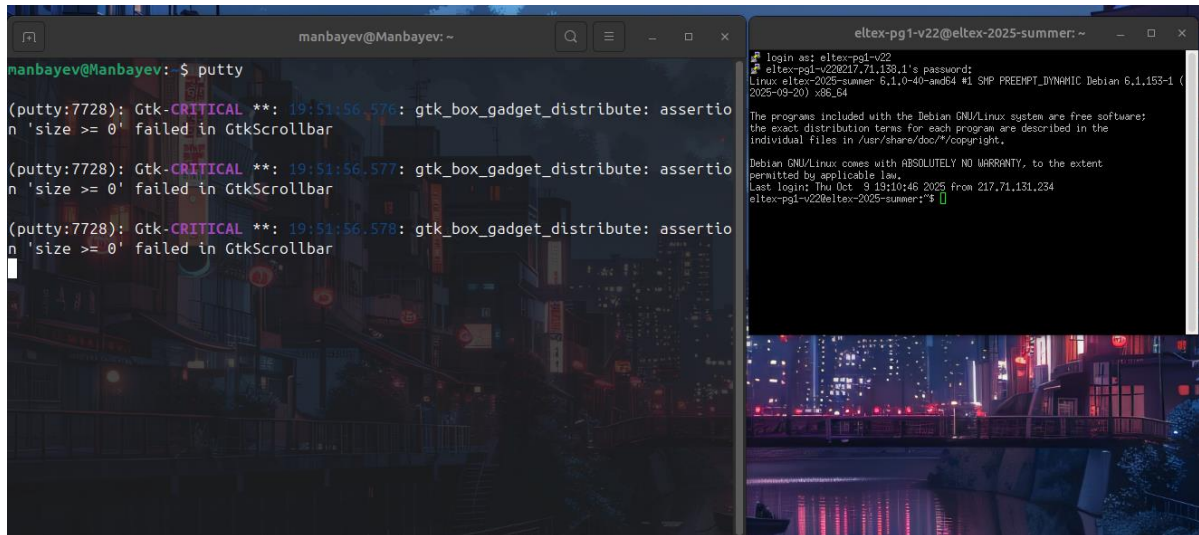 manbayev@Manbayev: ~
manbayev@Manbayev:~$ putty
(putty:7728): Gtk-CRITICAL **: 19:51:56.576: gtk_box_gadget_distribute: assertio
n 'size >= 0' failed in GtkScrollbar
(putty:7728): Gtk-CRITICAL **: 19:51:56.577: gtk_box_gadget_distribute: assertio
n 'size >= 0' failed in GtkScrollbar
(putty:7728): Gtk-CRITICAL **: 19:51:56.578: gtk_box_gadget_distribute: assertio
n 'size >= 0' failed in GtkScrollbar
eltex-pg1-v22@eltex-2025-summer: ~
login as: eltex-pg1-v22
eltex-pg1-v22@217.71.138.1's password:
Linux eltex-2025-summer 6.1.0-40-amd64 #1 SMP PREEMPT_DYNAMIC Debian 6.1.153-1 (
2025-09-20) x86_64
The programs included with the Debian GNU/Linux system are free software;
the exact distribution terms for each program are described in the
individual files in /usr/share/doc/*/copyright.
Debian GNU/Linux comes with ABSOLUTELY NO WARRANTY, to the extent
permitted by applicable law.
Last login: Thu Oct  9 19:10:46 2025 from 217.71.131.234
eltex-pg1-v22@eltex-2025-summer:~$